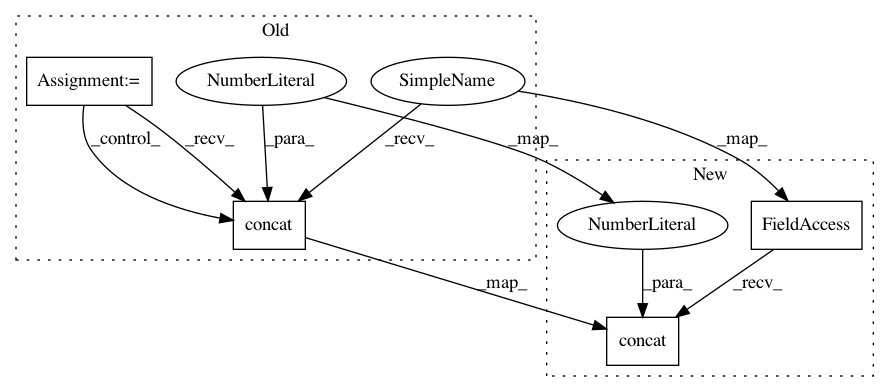 Old
Assignment:=
NumberLiteral
SimpleName
_control_
_recv_
_para_
_recv_
_map_
_map_
New
concat
NumberLiteral
FieldAccess
_map_
_para_
_recv_
concat